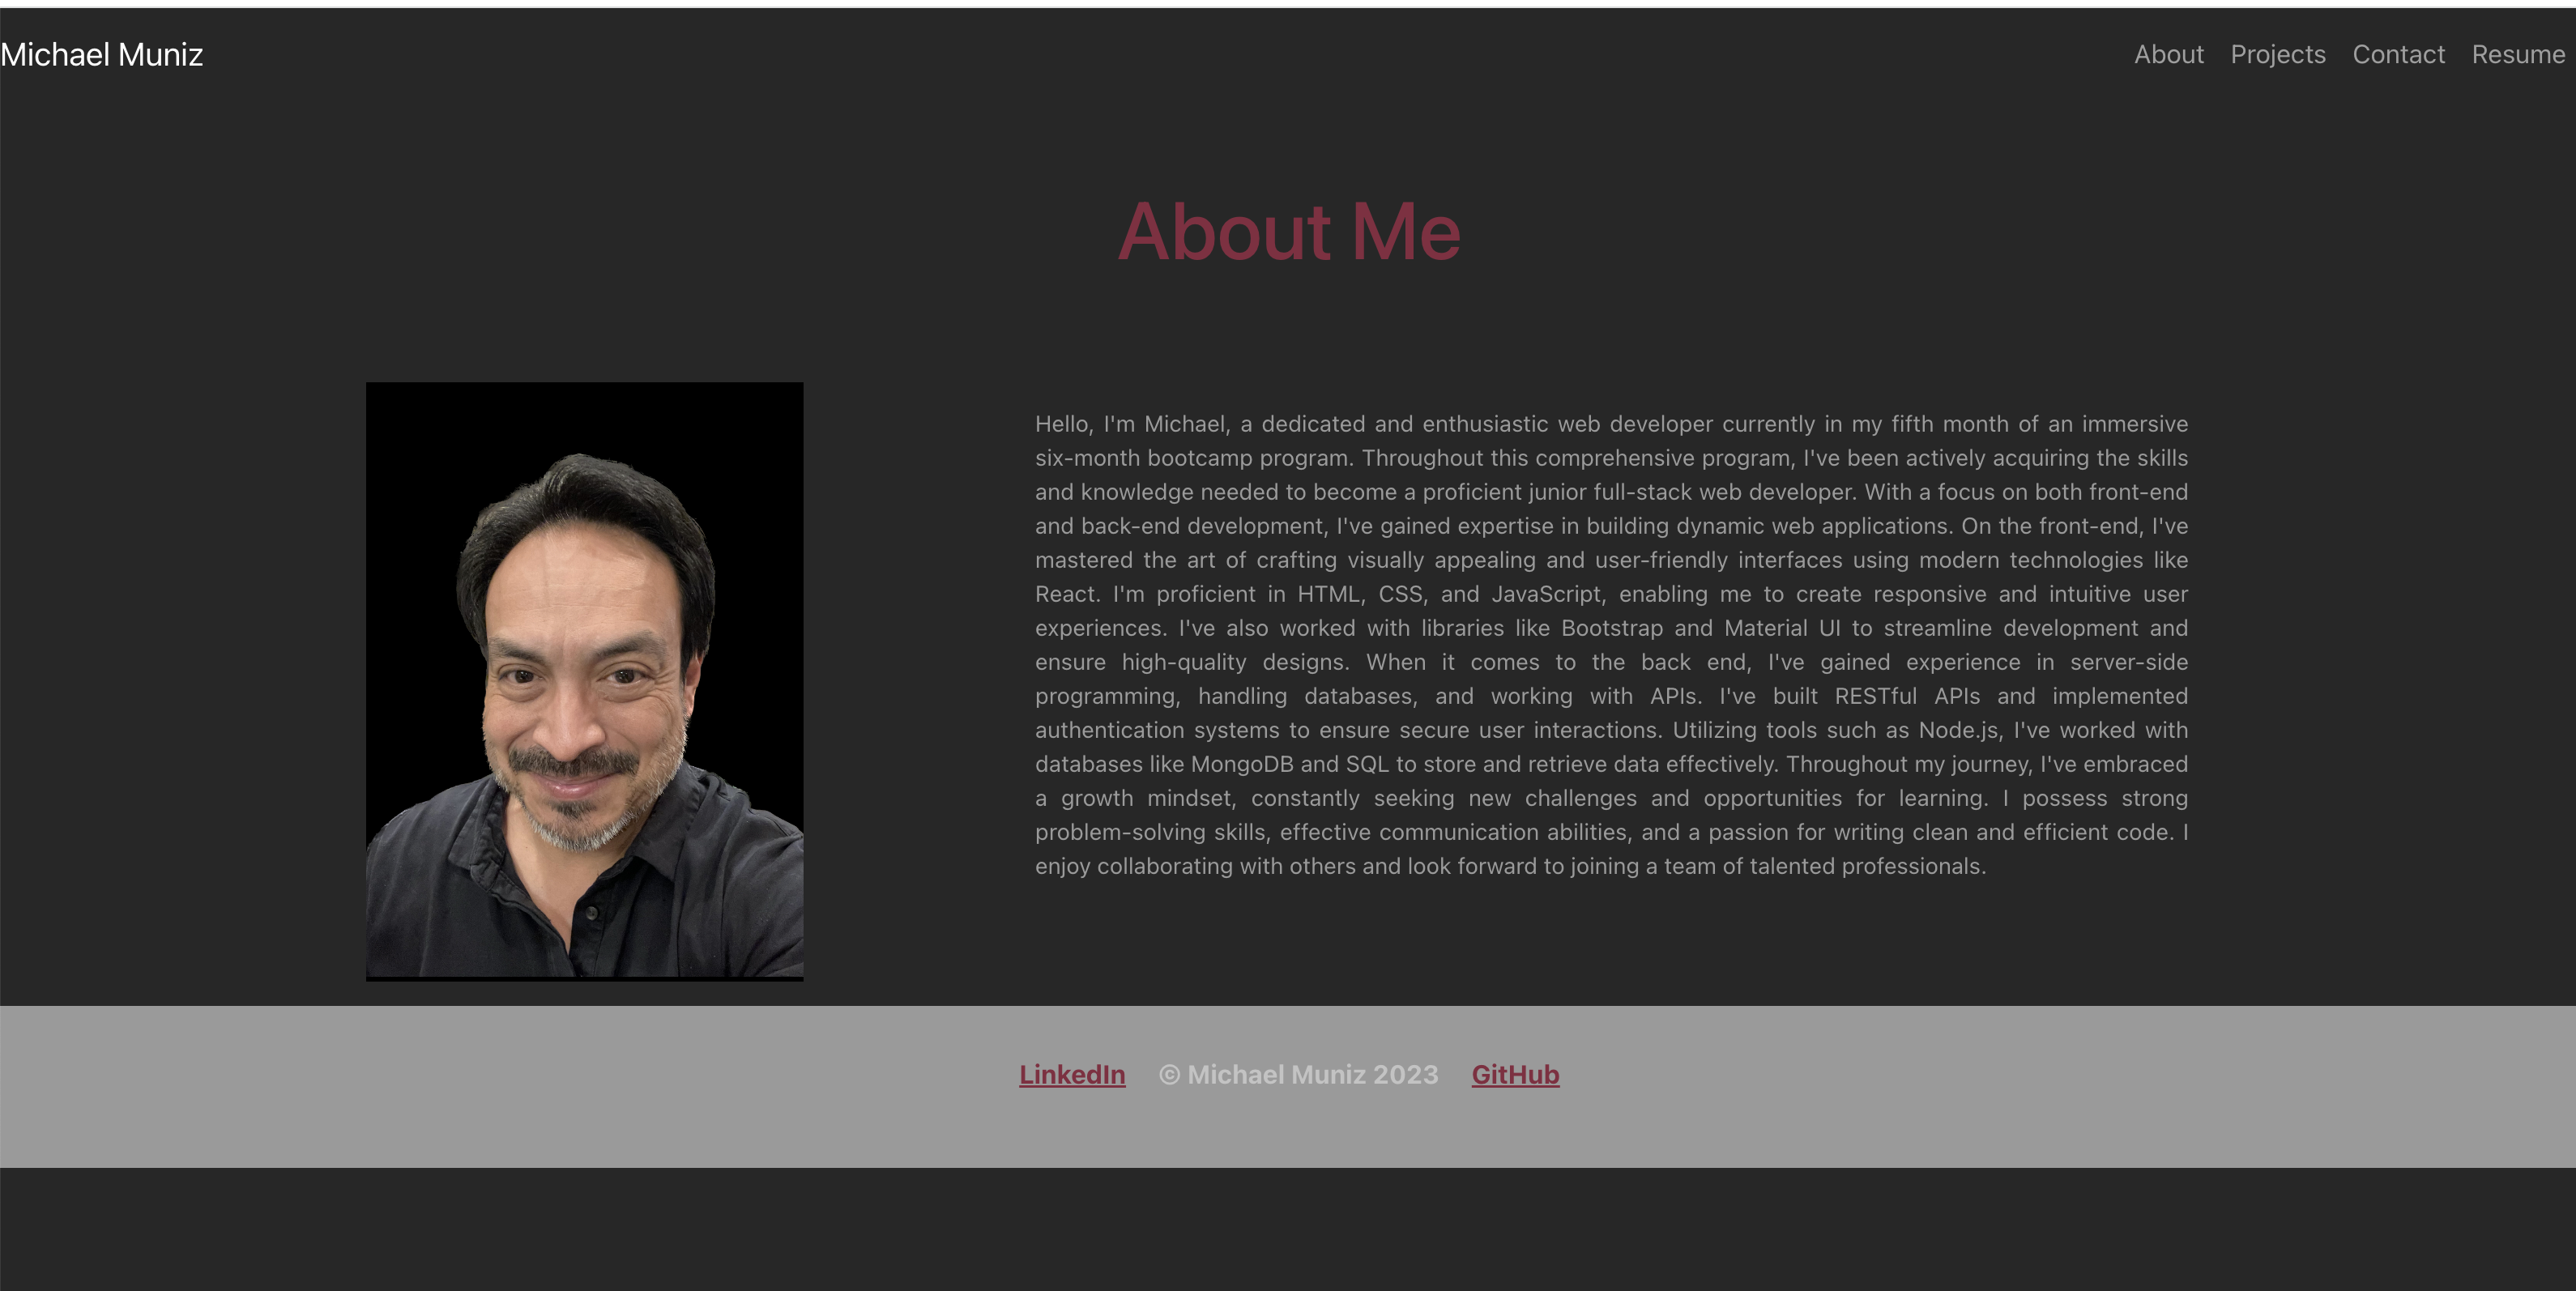 Michael Muniz
About Projects Contact Resume
About Me
Hello, I'm Michael, a dedicated and enthusiastic web developer currently in my fifth month of an immersive
six-month bootcamp program. Throughout this comprehensive program, I've been actively acquiring the skills
and knowledge needed to become a proficient junior full-stack web developer. With a focus on both front-end
and back-end development, I've gained expertise in building dynamic web applications. On the front-end, I've
mastered the art of crafting visually appealing and user-friendly interfaces using modern technologies like
React. I'm proficient in HTML, CSS, and JavaScript, enabling me to create responsive and intuitive user
experiences. I've also worked with libraries like Bootstrap and Material UI to streamline development and
ensure high-quality designs. When it comes to the back end, I've gained experience in server-side
programming, handling databases, and working with APIs. I've built RESTful APIs and implemented
authentication systems to ensure secure user interactions. Utilizing tools such as Node.js, I've worked with
databases like MongoDB and SQL to store and retrieve data effectively. Throughout my journey, I've embraced
a growth mindset, constantly seeking new challenges and opportunities for learning. I possess strong
problem-solving skills, effective communication abilities, and a passion for writing clean and efficient code. I
enjoy collaborating with others and look forward to joining a team of talented professionals.
LinkedIn © Michael Muniz 2023 GitHub